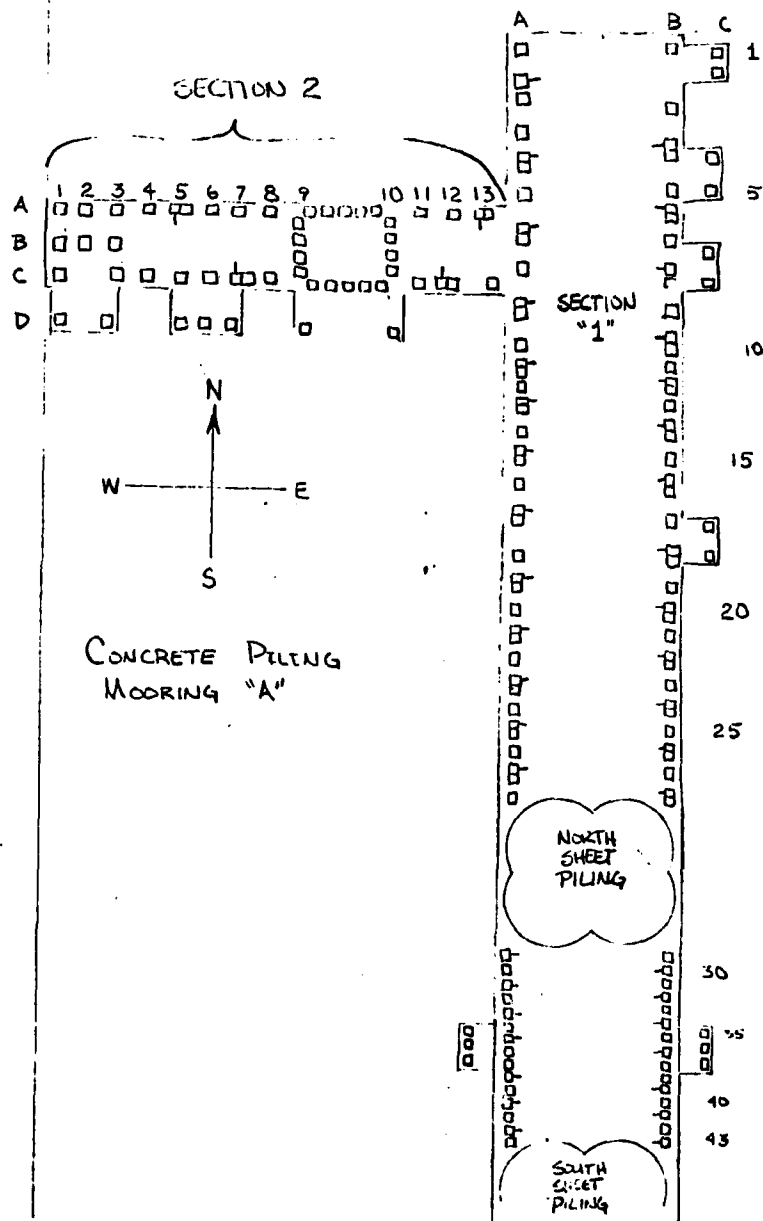 A B C
1
SECTION 2
1 2 3 4 5 6 7 8 9 10 11 12 13
5
A
B
C
SECTION
"1"
D
10
N
15
W E
S
20
CONCRETE PILING
MOORING "A"
25
NORTH
SHEET
PILING
30
35
40
43
SOUTH
SHEET
PILING